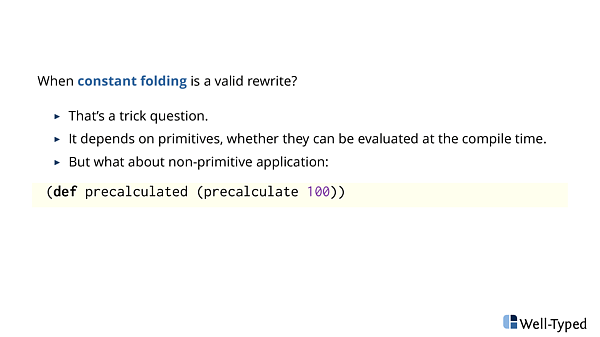 When constant folding is a valid rewrite?
▸ That's a trick question.
▸ It depends on primitives, whether they can be evaluated at the compile time.
▸ But what about non-primitive application:
(def precalculated (precalculate 100))
Well-Typed